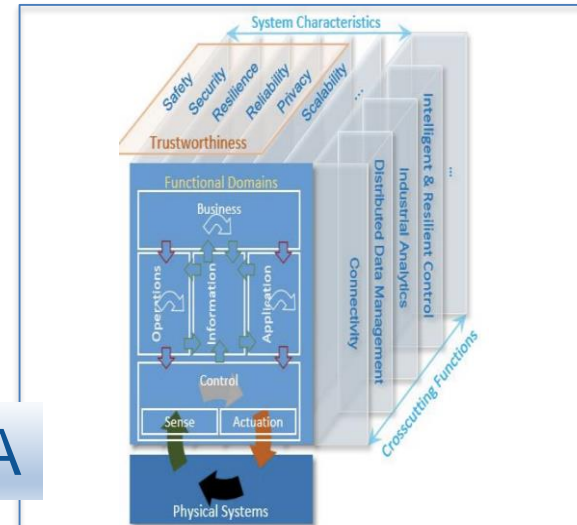 System Characteristics
Safety
Security
Resilience
Reliability
Privacy
Scalability
...
Trustworthiness
Functional Domains
Business
Operations
Information
Application
Control
Sense
Actuation
Physical Systems
Connectivity
Distributed Data Management
Industrial Analytics
Intelligent & Resilient Control
...
Crosscutting Functions
A